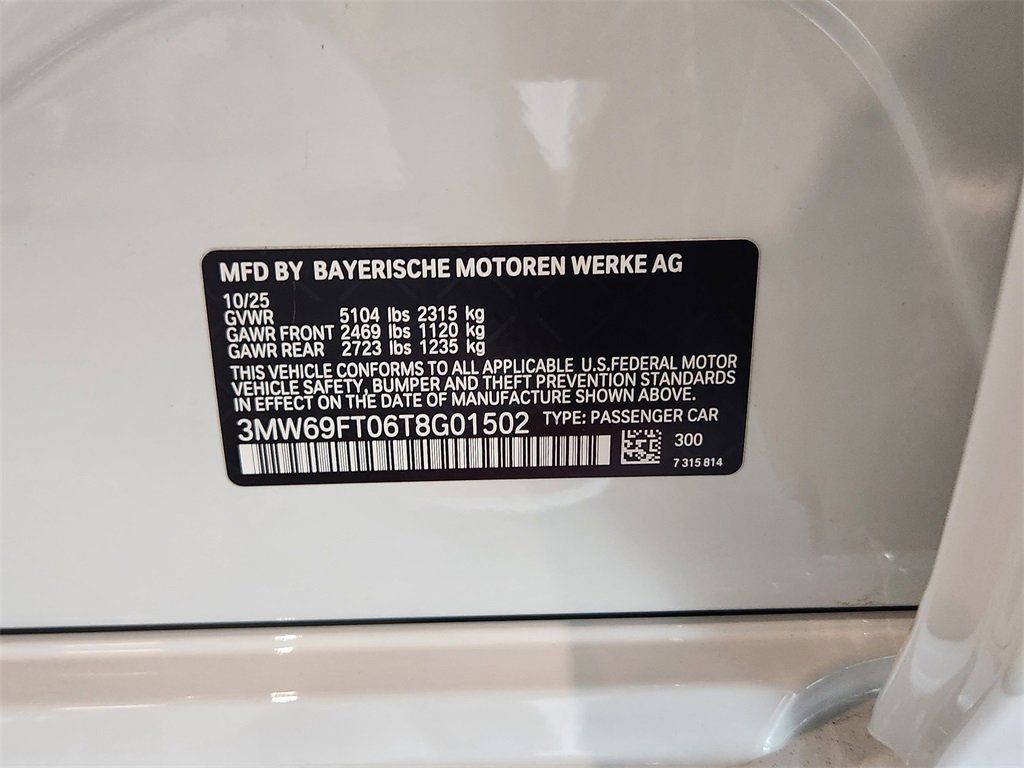 MFD BY BAYERISCHE MOTOREN WERKE AG
10/25
GVWR 5104 lbs 2315 kg
GAWR FRONT 2469 lbs 1120 kg
GAWR REAR 2723 lbs 1235 kg
THIS VEHICLE CONFORMS TO ALL APPLICABLE U.S.FEDERAL MOTOR
VEHICLE SAFETY, BUMPER AND THEFT PREVENTION STANDARDS
IN EFFECT ON THE DATE OF MANUFACTURE SHOWN ABOVE.
3MW69FT06T8G01502 TYPE: PASSENGER CAR
300
7 315 814